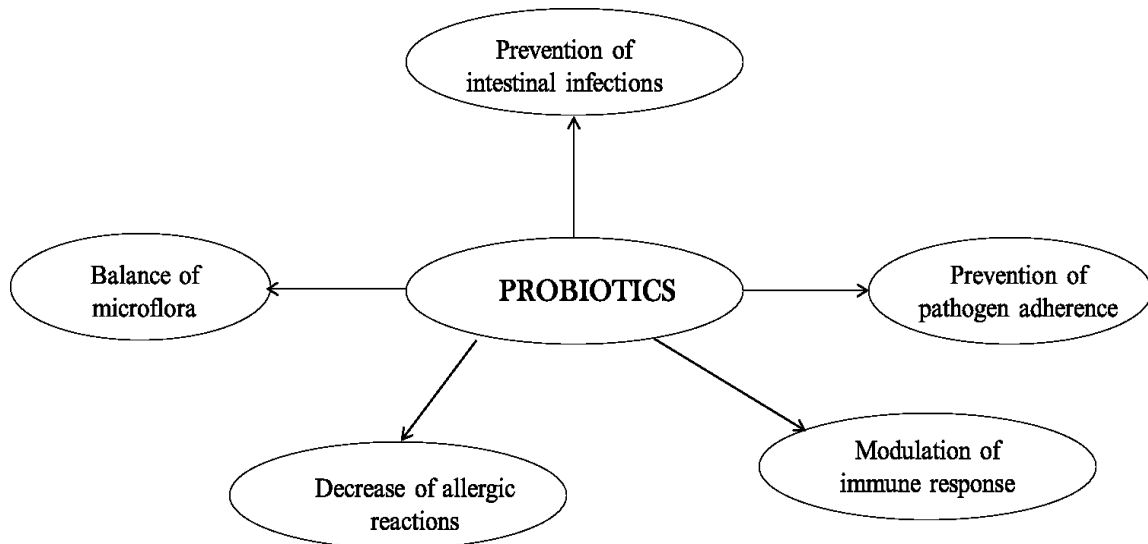 Prevention of
intestinal infections
Balance of
microflora
PROBIOTICS
Prevention of
pathogen adherence
Decrease of allergic
reactions
Modulation of
immune response